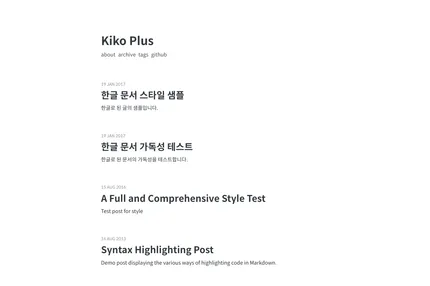 Kiko Plus
about archive tags github
19 JAN 2017
한글 문서 스타일 샘플
한글로 된 글의 샘플입니다.
19 JAN 2017
한글 문서 가독성 테스트
한글로 된 문서의 가독성을 테스트합니다.
15 AUG 2016
A Full and Comprehensive Style Test
Test post for style
Syntax Highlighting Post
Demo post displaying the various ways of highlighting code in Markdown.